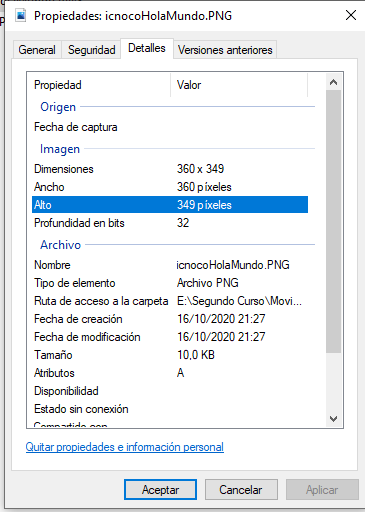 Propiedades: icnocoHolaMundo.PNG
General Seguridad Detalles Versiones anteriores
Propiedad Valor
Origen
Fecha de captura
Imagen
Dimensiones 360 x 349
Ancho 360 píxeles
Alto 349 píxeles
Profundidad en bits 32
Archivo
Nombre icnocoHolaMundo.PNG
Tipo de elemento Archivo PNG
Ruta de acceso a la carpeta E:\Segundo Curso\Movi...
Fecha de creación 16/10/2020 21:27
Fecha de modificación 16/10/2020 21:27
Tamaño 10,0 KB
Atributos A
Disponibilidad
Estado sin conexión
Compartido con
Quitar propiedades e información personal
Aceptar Cancelar Aplicar